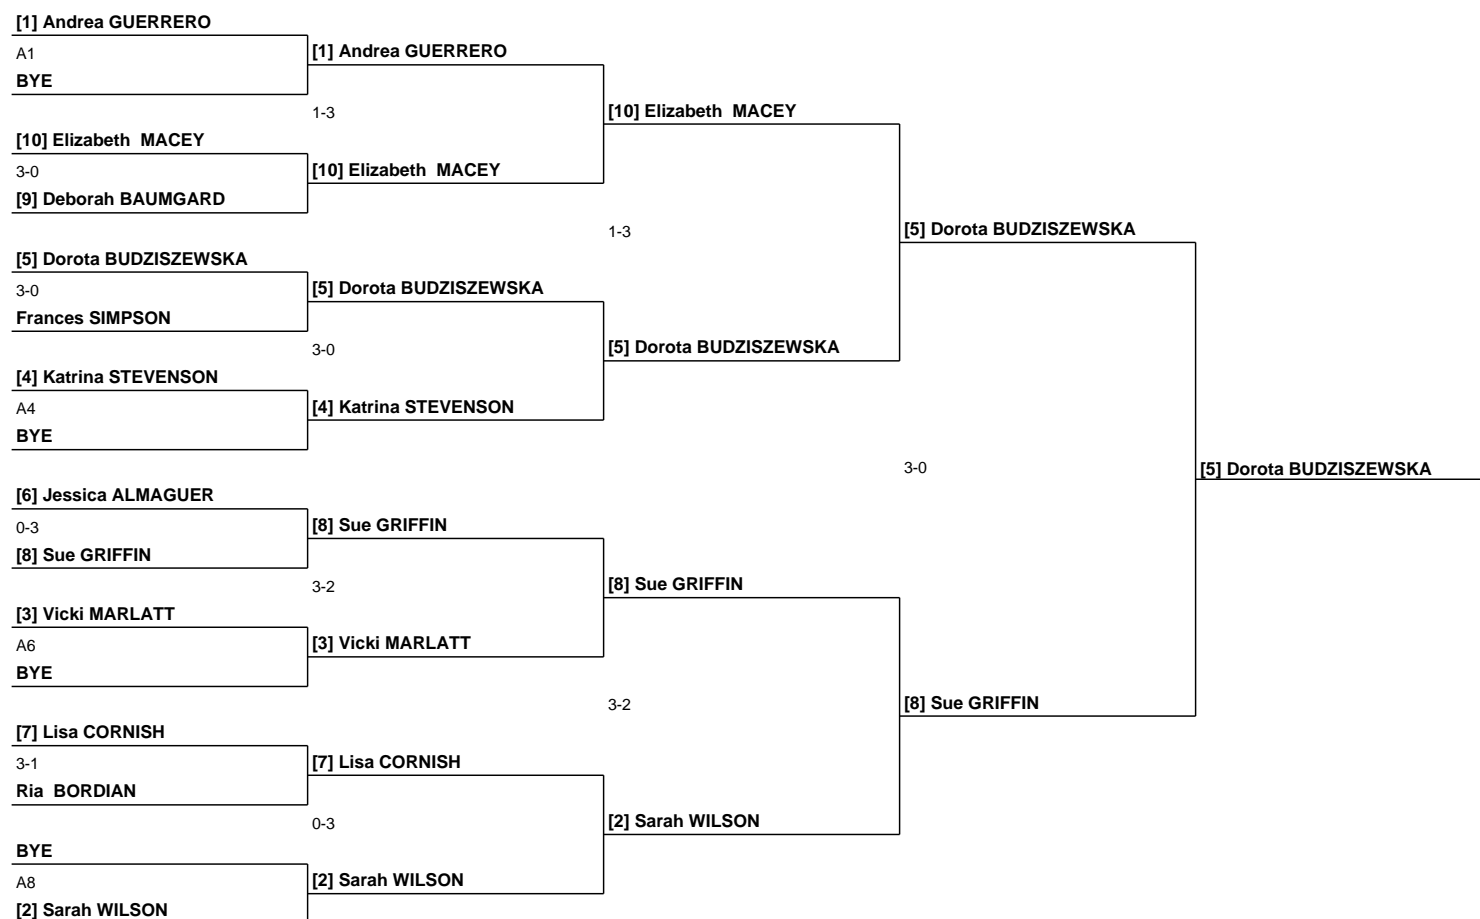 [1] Andrea GUERRERO
A1
BYE
[10] Elizabeth  MACEY
3-0
[9] Deborah BAUMGARD
[5] Dorota BUDZISZEWSKA
3-0
Frances SIMPSON
[4] Katrina STEVENSON
A4
BYE
[6] Jessica ALMAGUER
0-3
[8] Sue GRIFFIN
[3] Vicki MARLATT
A6
BYE
[7] Lisa CORNISH
3-1
Ria  BORDIAN
BYE
A8
[2] Sarah WILSON
[1] Andrea GUERRERO
1-3
[10] Elizabeth  MACEY
[5] Dorota BUDZISZEWSKA
3-0
[4] Katrina STEVENSON
[8] Sue GRIFFIN
3-2
[3] Vicki MARLATT
[7] Lisa CORNISH
0-3
[2] Sarah WILSON
[10] Elizabeth  MACEY
1-3
[5] Dorota BUDZISZEWSKA
[8] Sue GRIFFIN
3-2
[2] Sarah WILSON
[5] Dorota BUDZISZEWSKA
3-0
[8] Sue GRIFFIN
[5] Dorota BUDZISZEWSKA